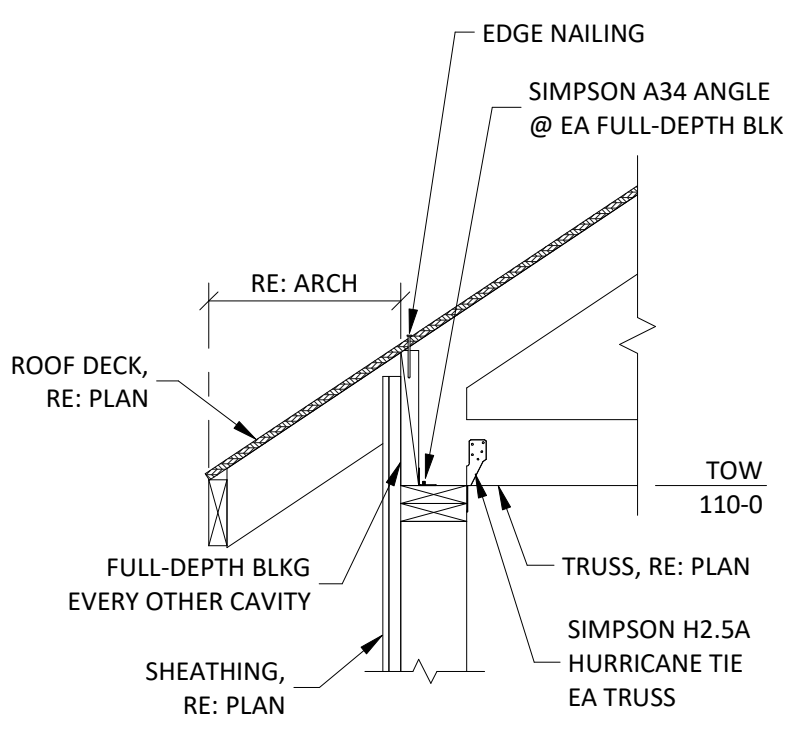 EDGE NAILING
SIMPSON A34 ANGLE
@ EA FULL-DEPTH BLK
RE: ARCH
ROOF DECK,
RE: PLAN
TOW
110-0
FULL-DEPTH BLKG
EVERY OTHER CAVITY
TRUSS, RE: PLAN
SIMPSON H2.5A
HURRICANE TIE
EA TRUSS
SHEATHING,
RE: PLAN